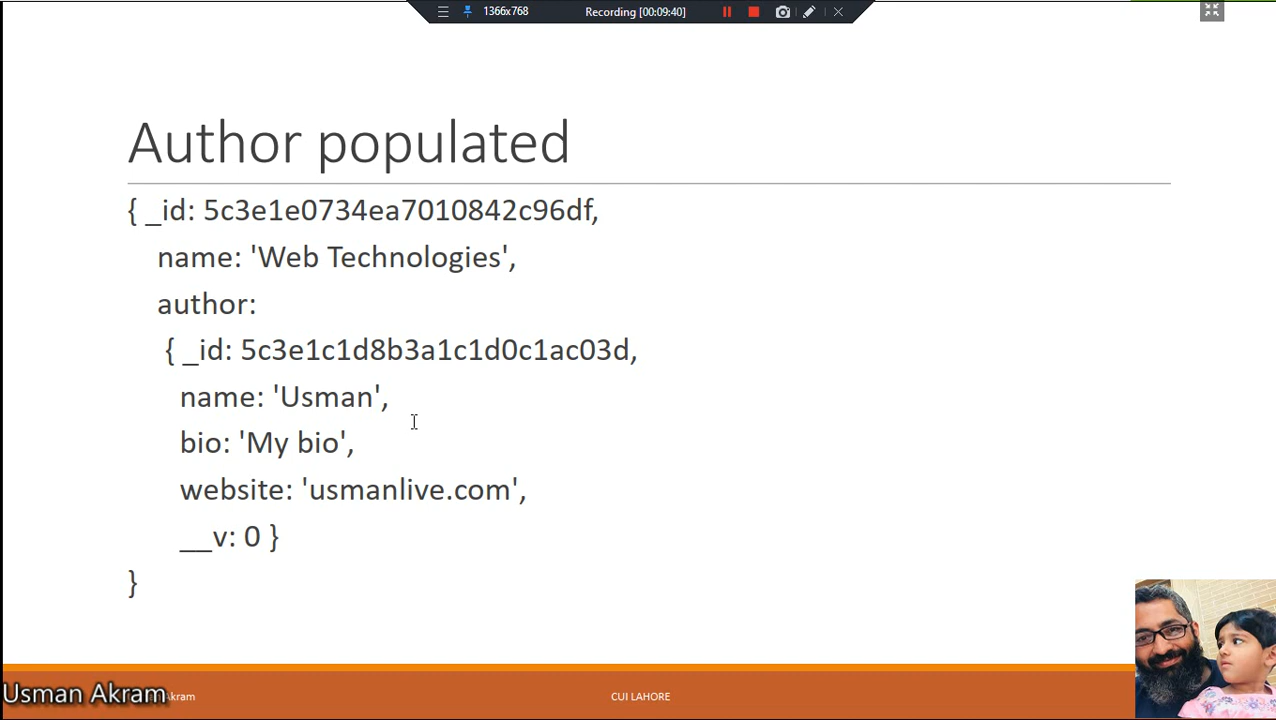 1366x768 Recording [00:09:40]
Author populated
{ _id: 5c3e1e0734ea7010842c96df,
name: 'Web Technologies',
author:
{ _id: 5c3e1c1d8b3a1c1d0c1ac03d,
name: 'Usman',
bio: 'My bio',
website: 'usmanlive.com',
__v: 0 }
}
Usman Akram
Akram
CUI LAHORE